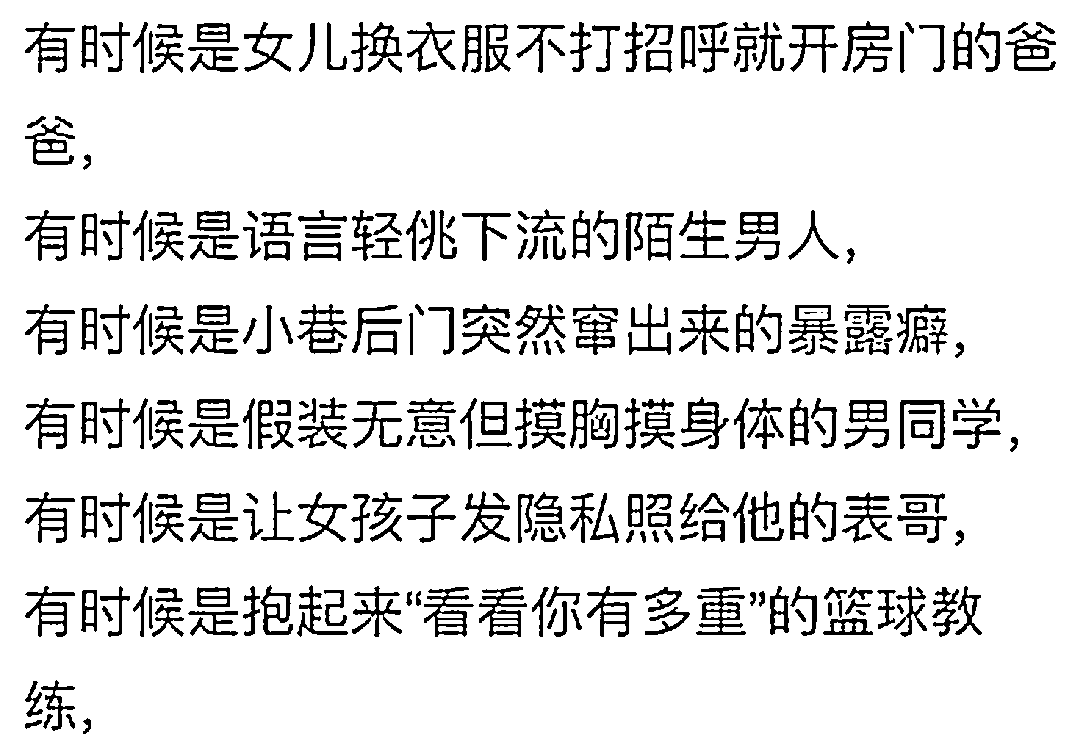 有时候是女儿换衣服不打招呼就开房门的爸
爸,
有时候是语言轻佻下流的陌生男人,
有时候是小巷后门突然窜出来的暴露癖,
有时候是假装无意但摸胸摸身体的男同学,
有时候是让女孩子发隐私照给他的表哥,
有时候是抱起来“看看你有多重”的篮球教
练,